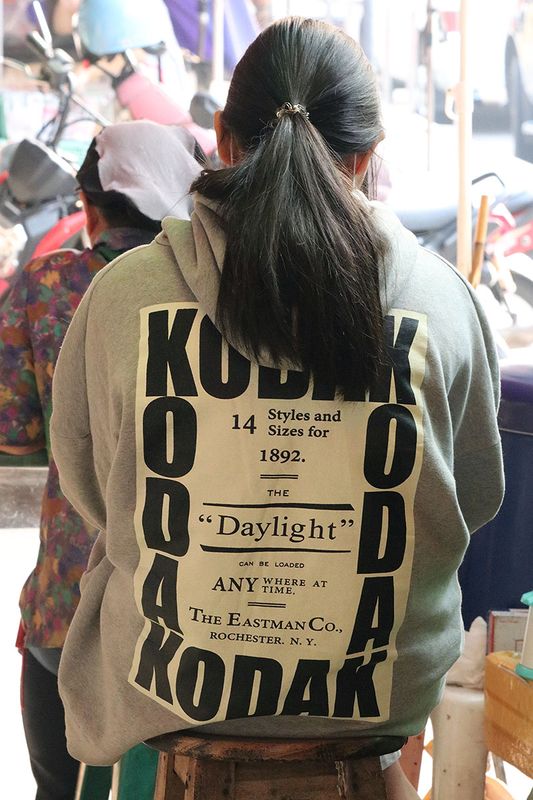 KODAK
KODAK
KODAK
14 Styles and
Sizes for
1892.
THE
"Daylight"
CAN BE LOADED
ANY WHERE AT
TIME,
THE EASTMAN CO.,
ROCHESTER. N. Y.
KODAK